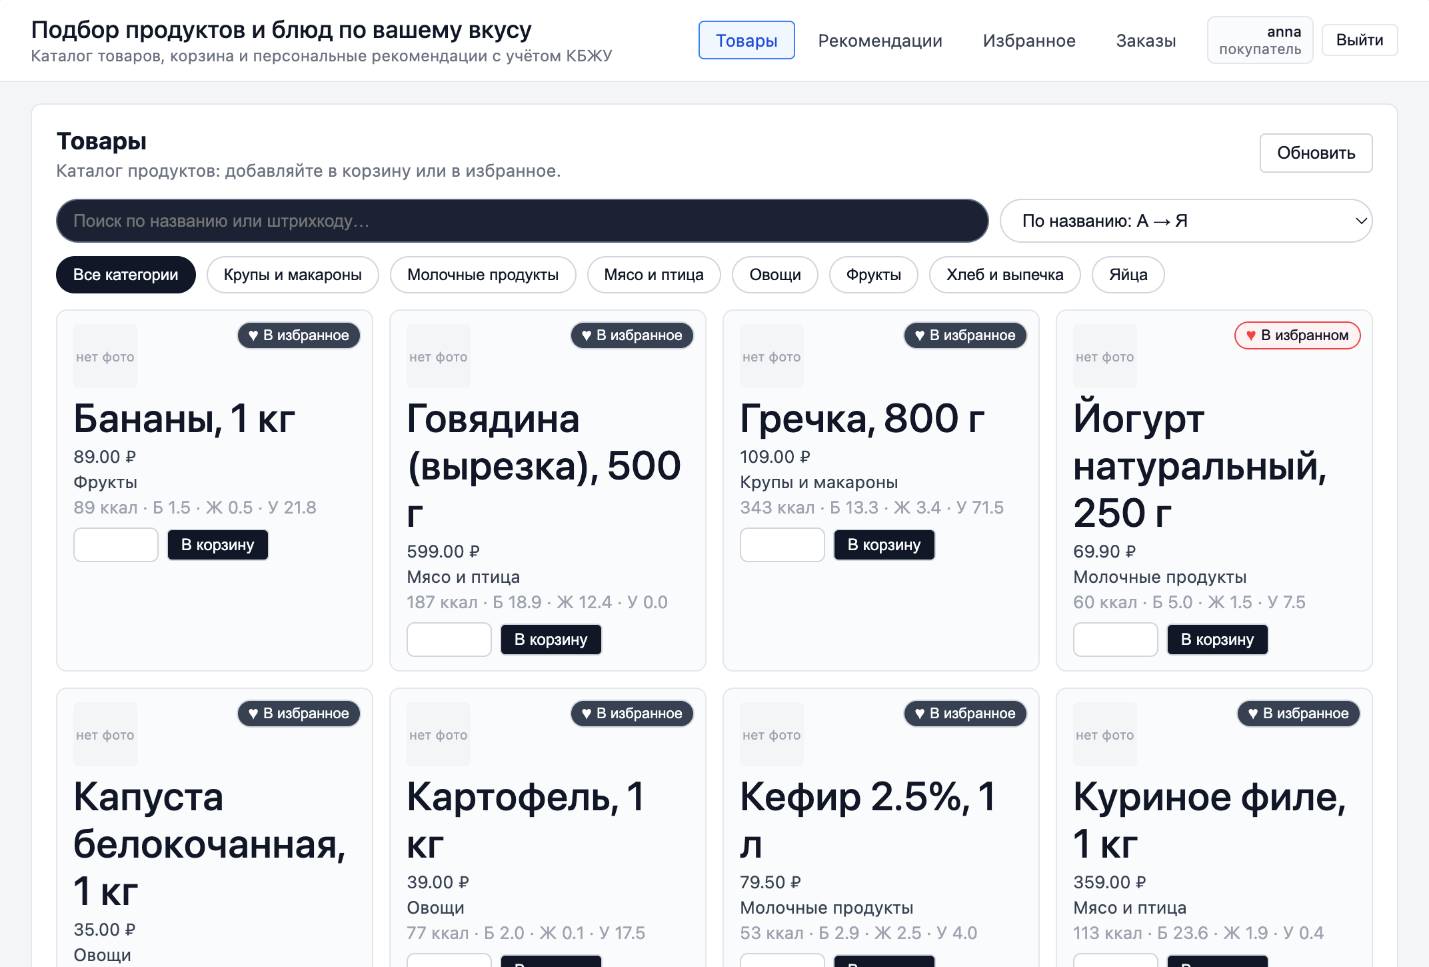 Подбор продуктов и блюд по вашему вкусу
Каталог товаров, корзина и персональные рекомендации с учётом КБЖУ
Товары
Рекомендации
Избранное
Заказы
anna
покупатель
Выйти
Товары
Каталог продуктов: добавляйте в корзину или в избранное.
Обновить
Поиск по названию или штрихкоду…
По названию: А → Я
Все категории
Крупы и макароны
Молочные продукты
Мясо и птица
Овощи
Фрукты
Хлеб и выпечка
Яйца
нет фото
♥ В избранное
Бананы, 1 кг
89.00 ₽
Фрукты
89 ккал · Б 1.5 · Ж 0.5 · У 21.8
В корзину
нет фото
♥ В избранное
Говядина
(вырезка), 500
г
599.00 ₽
Мясо и птица
187 ккал · Б 18.9 · Ж 12.4 · У 0.0
В корзину
нет фото
♥ В избранное
Гречка, 800 г
109.00 ₽
Крупы и макароны
343 ккал · Б 13.3 · Ж 3.4 · У 71.5
В корзину
нет фото
♥ В избранном
Йогурт
натуральный,
250 г
69.90 ₽
Молочные продукты
60 ккал · Б 5.0 · Ж 1.5 · У 7.5
В корзину
нет фото
♥ В избранное
Капуста
белокочанная,
1 кг
35.00 ₽
Овощи
нет фото
♥ В избранное
Картофель, 1
кг
39.00 ₽
Овощи
77 ккал · Б 2.0 · Ж 0.1 · У 17.5
нет фото
♥ В избранное
Кефир 2.5%, 1
л
79.50 ₽
Молочные продукты
53 ккал · Б 2.9 · Ж 2.5 · У 4.0
нет фото
♥ В избранное
Куриное филе,
1 кг
359.00 ₽
Мясо и птица
113 ккал · Б 23.6 · Ж 1.9 · У 0.4